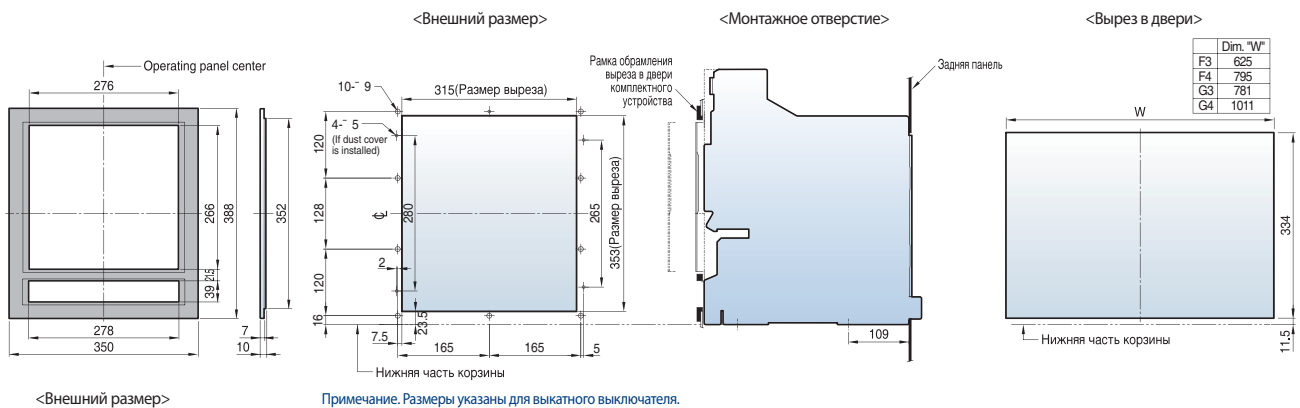 <Внешний размер>
<Монтажное отверстие>
<Вырез в двери>
Operating panel center
276
266
388
352
21.5
39
278
350
7
10
<Внешний размер>
10-¯ 9
315(Размер выреза)
4-¯ 5
(If dust cover
is installed)
120
128
120
16
℄
280
265
353(Размер выреза)
2
23.5
7.5
165
165
5
Нижняя часть корзины
Примечание. Размеры указаны для выкатного выключателя.
Рамка обрамления
выреза в двери
комплектного
устройства
Задняя панель
109
Dim. "W"
F3 625
F4 795
G3 781
G4 1011
W
334
11.5
Нижняя часть корзины